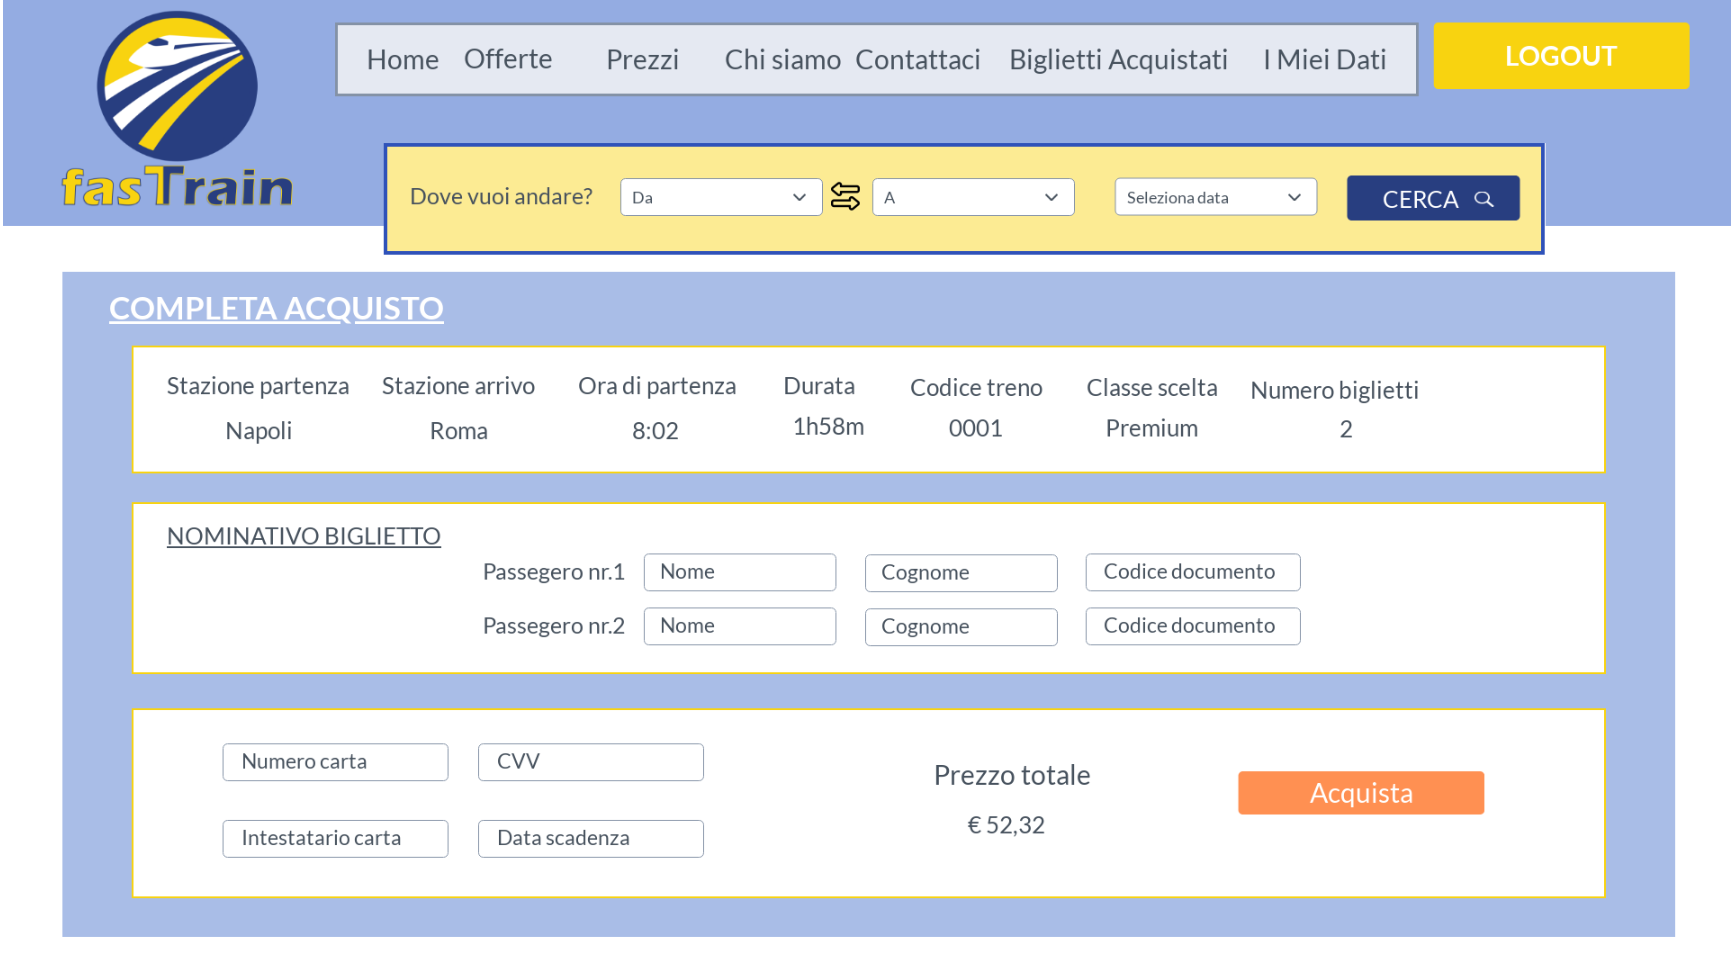 fasTrain
Home Offerte Prezzi Chi siamo Contattaci Biglietti Acquistati I Miei Dati
LOGOUT
Dove vuoi andare? Da A Seleziona data CERCA
COMPLETA ACQUISTO
Stazione partenza Stazione arrivo Ora di partenza Durata Codice treno Classe scelta Numero biglietti
Napoli Roma 8:02 1h58m 0001 Premium 2
NOMINATIVO BIGLIETTO
Passegero nr.1 Nome Cognome Codice documento
Passegero nr.2 Nome Cognome Codice documento
Numero carta CVV
Intestatario carta Data scadenza
Prezzo totale
€ 52,32
Acquista